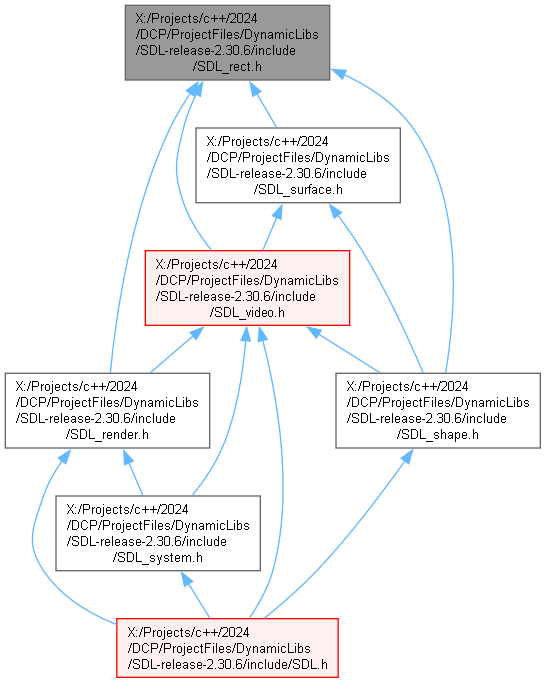 X:/Projects/c++/2024
/DCP/ProjectFiles/DynamicLibs
/SDL-release-2.30.6/include
/SDL_rect.h
X:/Projects/c++/2024
/DCP/ProjectFiles/DynamicLibs
/SDL-release-2.30.6/include
/SDL_surface.h
X:/Projects/c++/2024
/DCP/ProjectFiles/DynamicLibs
/SDL-release-2.30.6/include
/SDL_video.h
X:/Projects/c++/2024
/DCP/ProjectFiles/DynamicLibs
/SDL-release-2.30.6/include
/SDL_render.h
X:/Projects/c++/2024
/DCP/ProjectFiles/DynamicLibs
/SDL-release-2.30.6/include
/SDL_shape.h
X:/Projects/c++/2024
/DCP/ProjectFiles/DynamicLibs
/SDL-release-2.30.6/include
/SDL_system.h
X:/Projects/c++/2024
/DCP/ProjectFiles/DynamicLibs
/SDL-release-2.30.6/include/SDL.h